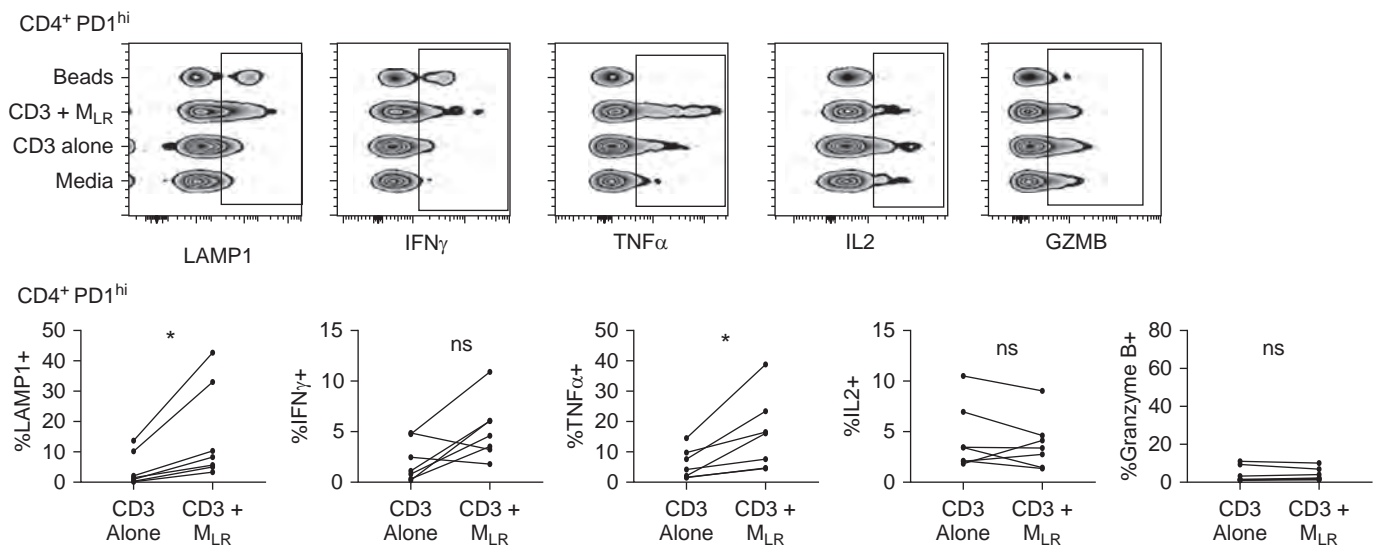 CD4⁺ PD1ʰⁱ
Beads
CD3 + M_LR
CD3 alone
Media
LAMP1
IFNγ
TNFα
IL2
GZMB
CD4⁺ PD1ʰⁱ
%LAMP1+
50
40
30
20
10
0
*
CD3 Alone
CD3 + M_LR
%IFNγ+
15
10
5
0
ns
CD3 Alone
CD3 + M_LR
%TNFα+
50
40
30
20
10
0
*
CD3 Alone
CD3 + M_LR
%IL2+
15
10
5
0
ns
CD3 Alone
CD3 + M_LR
%Granzyme B+
80
60
40
20
0
ns
CD3 Alone
CD3 + M_LR